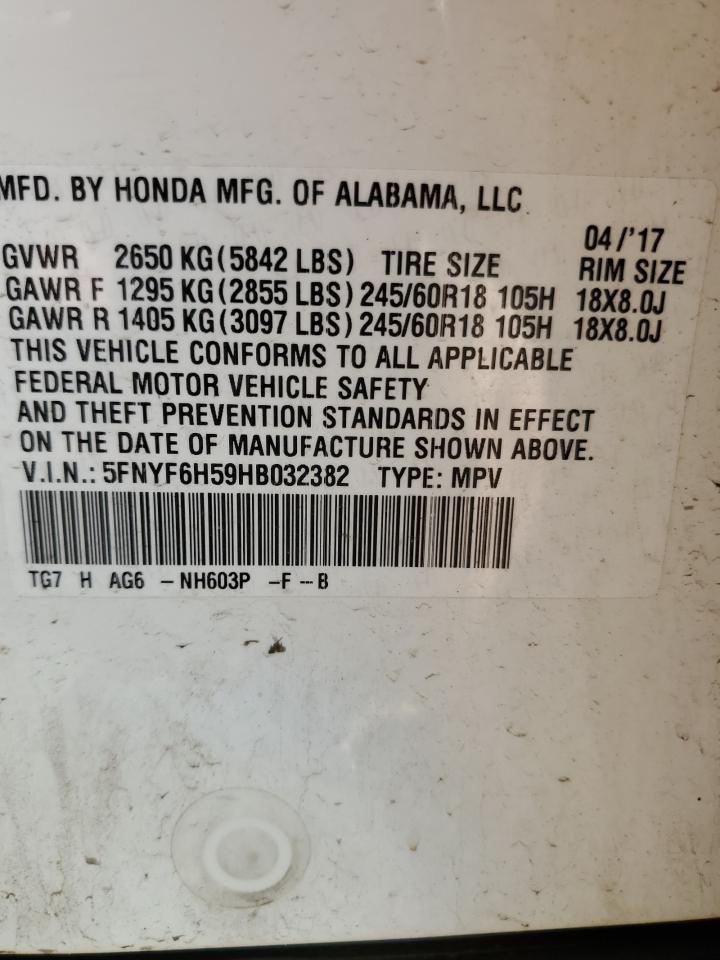 MFD. BY HONDA MFG. OF ALABAMA, LLC
04/'17
GVWR 2650 KG(5842 LBS) TIRE SIZE RIM SIZE
GAWR F 1295 KG(2855 LBS) 245/60R18 105H 18X8.0J
GAWR R 1405 KG(3097 LBS) 245/60R18 105H 18X8.0J
THIS VEHICLE CONFORMS TO ALL APPLICABLE
FEDERAL MOTOR VEHICLE SAFETY
AND THEFT PREVENTION STANDARDS IN EFFECT
ON THE DATE OF MANUFACTURE SHOWN ABOVE.
V.I.N.: 5FNYF6H59HB032382 TYPE: MPV
TG7 H AG6 -NH603P -F --B